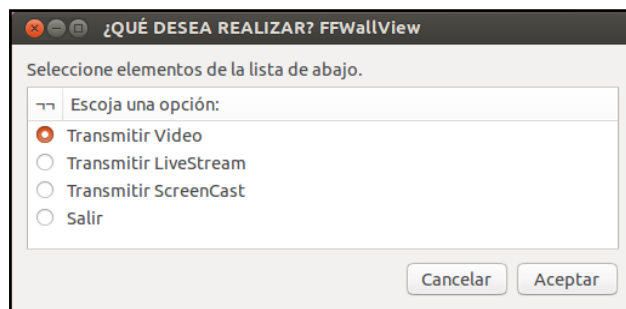 ¿QUÉ DESEA REALIZAR? FFWallView
Seleccione elementos de la lista de abajo.
¬¬ Escoja una opción:
Transmitir Video
Transmitir LiveStream
Transmitir ScreenCast
Salir
Cancelar Aceptar